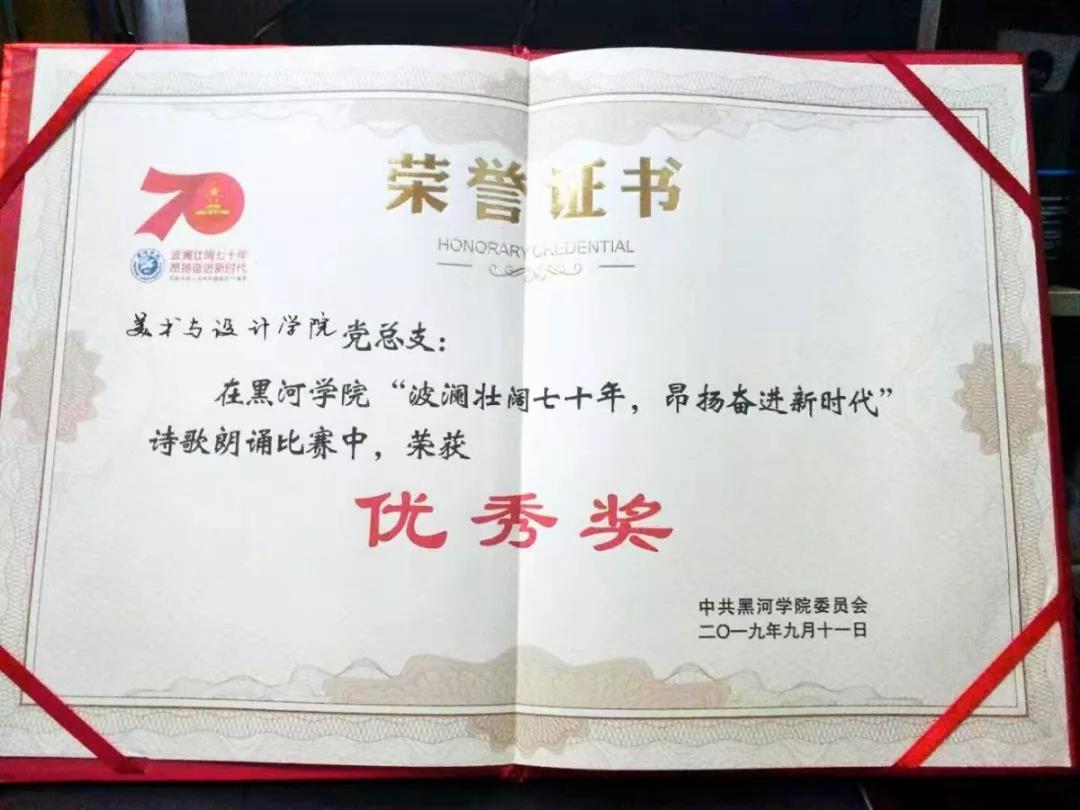 荣誉证书
HONORARY CREDENTIAL
70
波澜壮阔七十年
昂扬奋进新时代
美术与设计学院党总支：
在黑河学院“波澜壮阔七十年，昂扬奋进新时代”
诗歌朗诵比赛中，荣获
优秀奖
中共黑河学院委员会
二〇一九年九月十一日